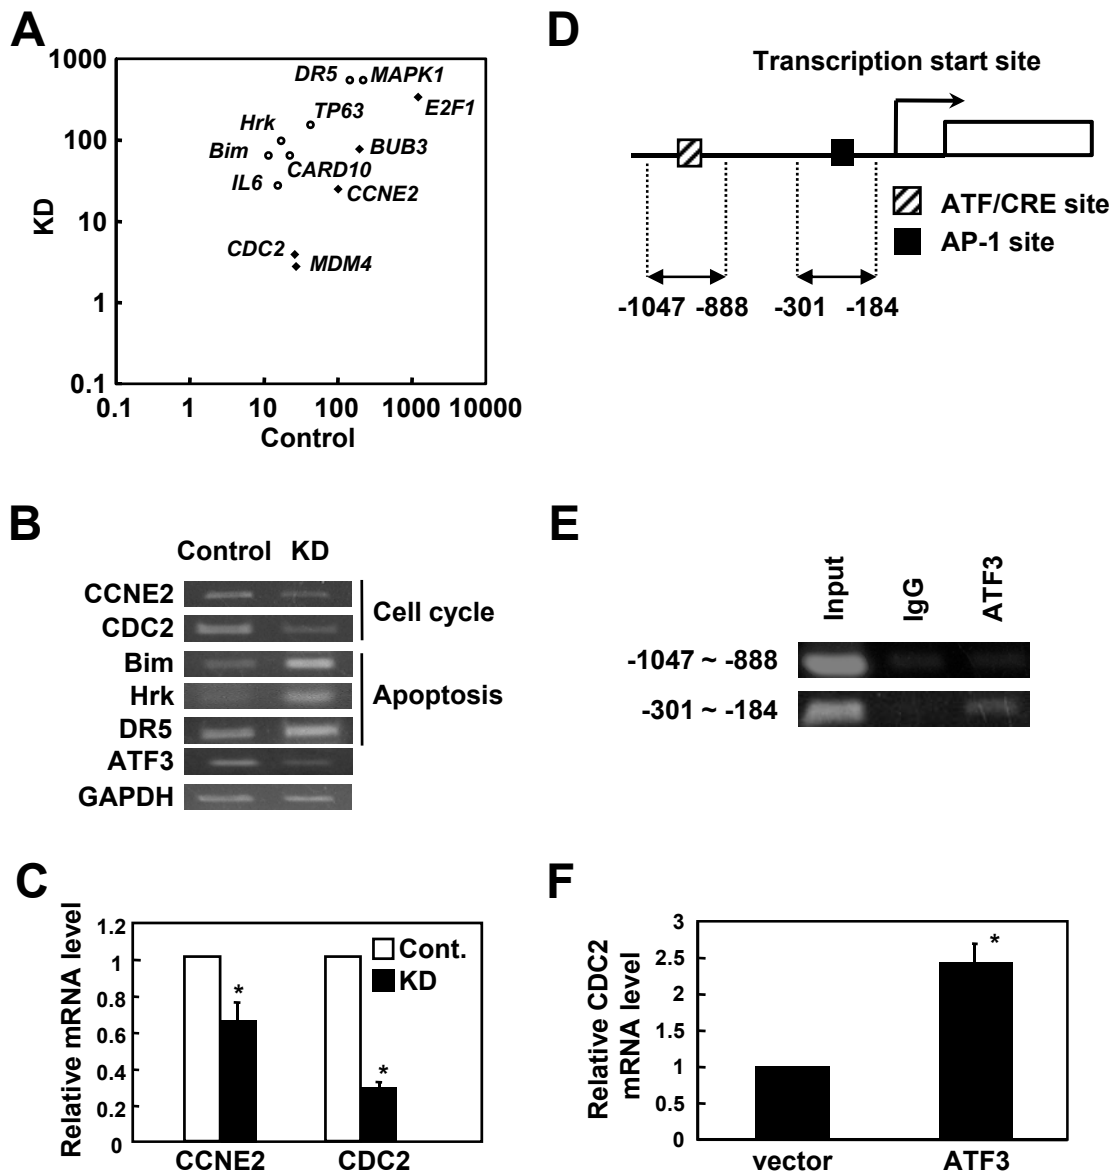 A
1000
100
10
1
0.1
KD
DR5
MAPK1
E2F1
TP63
Hrk
BUB3
Bim
CARD10
IL6
CCNE2
CDC2
MDM4
0.1
1
10
100
1000
10000
Control
B
Control KD
CCNE2
CDC2
Cell cycle
Bim
Hrk
DR5
Apoptosis
ATF3
GAPDH
C
Relative mRNA level
1.2
1
0.8
0.6
0.4
0.2
0
Cont.
KD
*
*
CCNE2
CDC2
D
Transcription start site
ATF/CRE site
AP-1 site
-1047 -888 -301 -184
E
Input
IgG
ATF3
-1047 ~ -888
-301 ~ -184
F
Relative CDC2
mRNA level
3
2.5
2
1.5
1
0.5
0
*
vector
ATF3